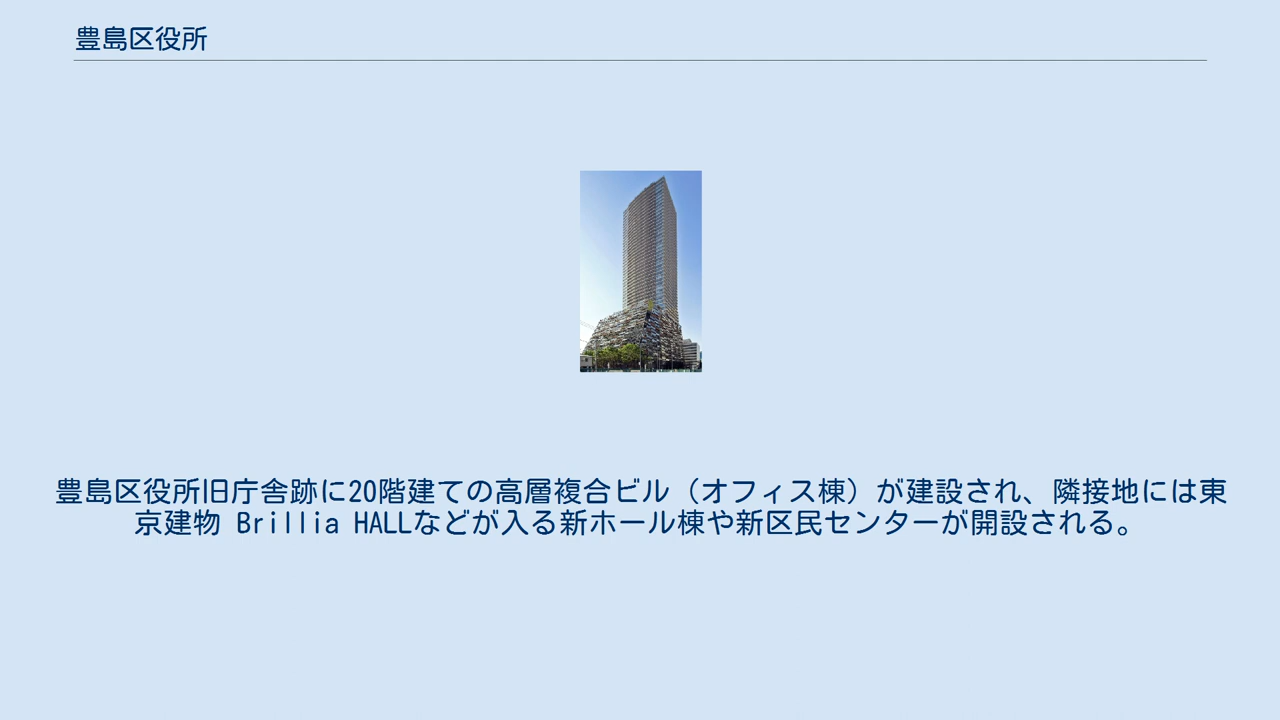 豊島区役所
豊島区役所旧庁舎跡に20階建ての高層複合ビル（オフィス棟）が建設され、隣接地には東
京建物 Brillia HALLなどが入る新ホール棟や新区民センターが開設される。